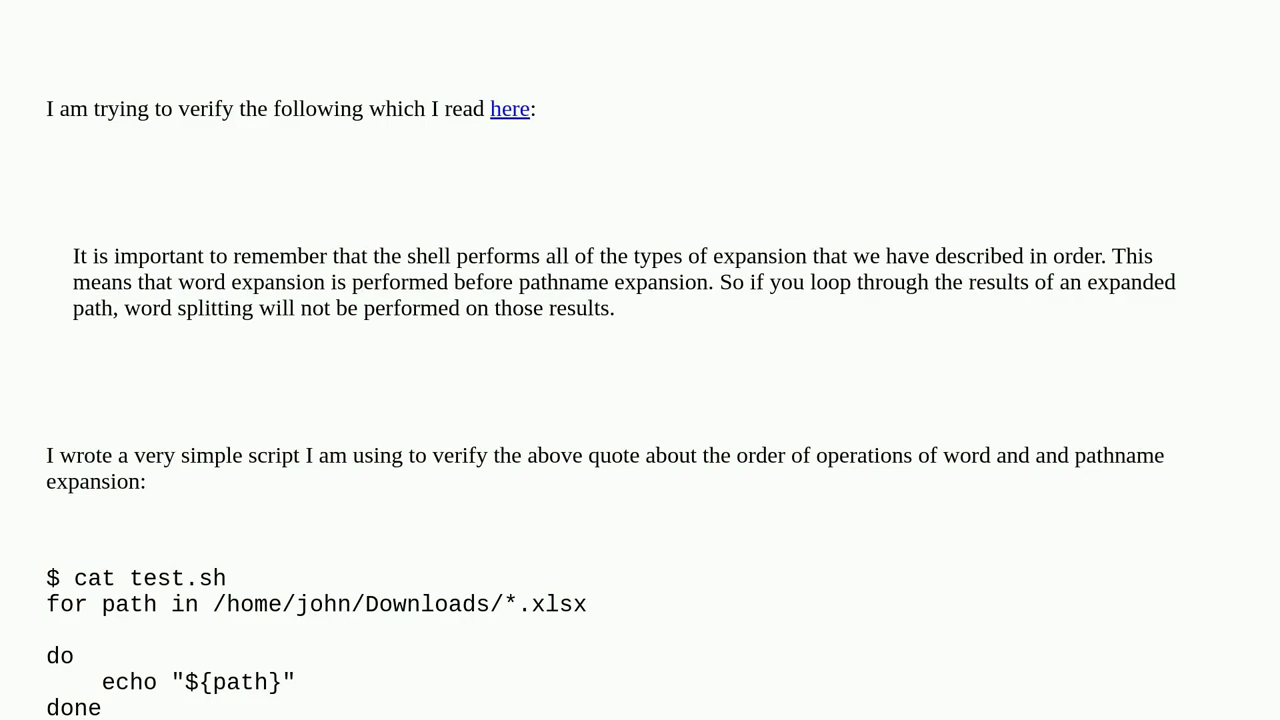 I am trying to verify the following which I read here:
It is important to remember that the shell performs all of the types of expansion that we have described in order. This
means that word expansion is performed before pathname expansion. So if you loop through the results of an expanded
path, word splitting will not be performed on those results.
I wrote a very simple script I am using to verify the above quote about the order of operations of word and and pathname
expansion:
$ cat test.sh
for path in /home/john/Downloads/*.xlsx
do
    echo "${path}"
done